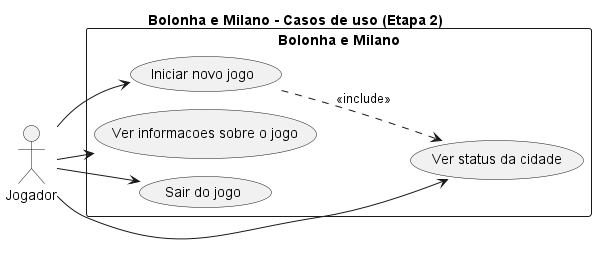 Bolonha e Milano - Casos de uso (Etapa 2)
Bolonha e Milano
Iniciar novo jogo
«include»
Ver informacoes sobre o jogo
Ver status da cidade
Sair do jogo
Jogador